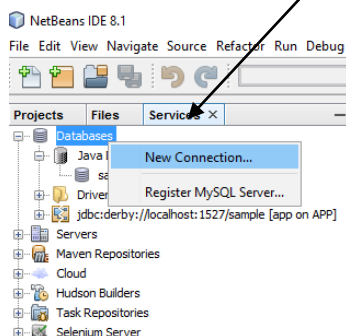 NetBeans IDE 8.1
File Edit View Navigate Source Refactor Run Debug
Projects Files Services
Databases
Java
New Connection...
sa
Register MySQL Server...
jdbc:derby://localhost:1527/sample [app on APP]
Servers
Maven Repositories
Cloud
Hudson Builders
Task Repositories
Selenium Server